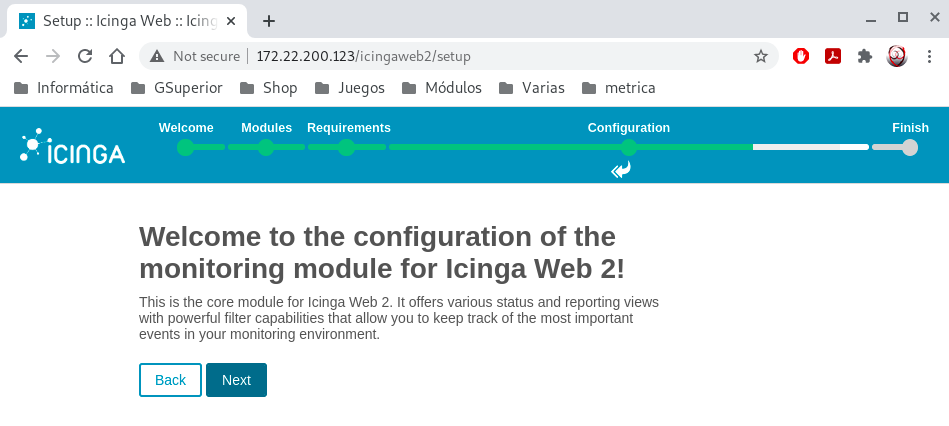 Setup :: Icinga Web :: Icing
Not secure 172.22.200.123/icingaweb2/setup
Informática GSuperior Shop Juegos Módulos Varias metrica
Welcome Modules Requirements Configuration Finish
ICINGA
Welcome to the configuration of the
monitoring module for Icinga Web 2!
This is the core module for Icinga Web 2. It offers various status and reporting views
with powerful filter capabilities that allow you to keep track of the most important
events in your monitoring environment.
Back Next